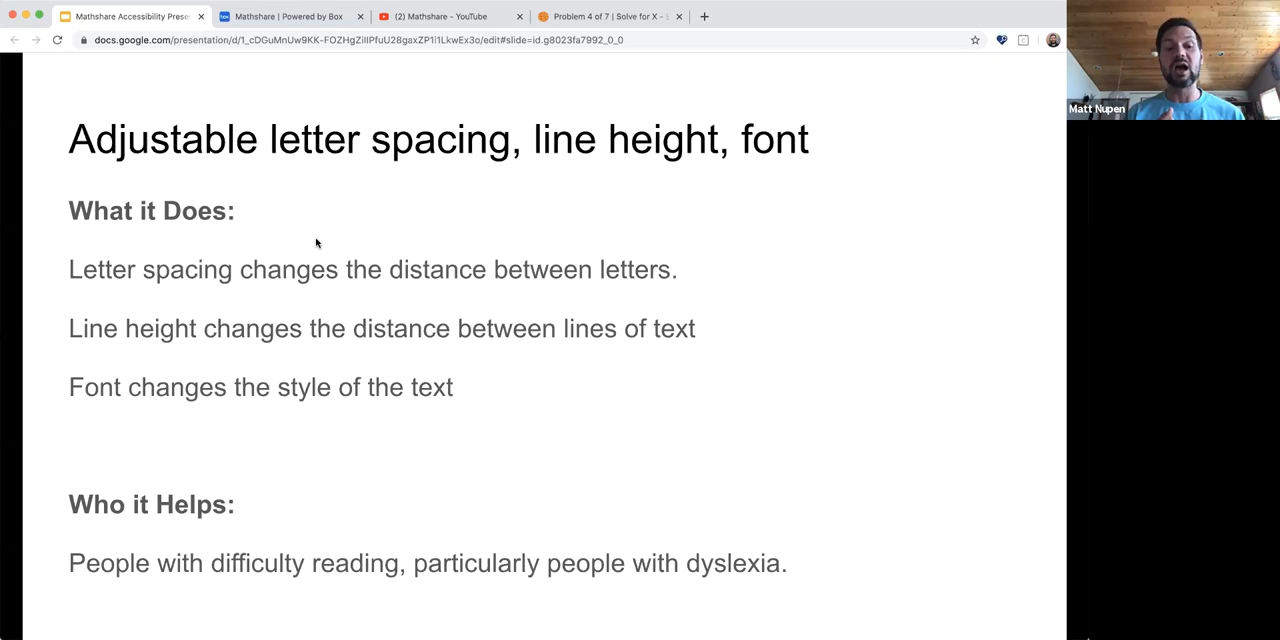 Mathshare Accessibility Prese
Mathshare | Powered by Box
(2) Mathshare - YouTube
Problem 4 of 7 | Solve for X -
docs.google.com/presentation/d/1_cDGuMnUw9KK-FOZHgZiIIPfuU28gaxZP1i1LkwEx3o/edit#slide=id.g8023fa7992_0_0
Matt Nupen
Adjustable letter spacing, line height, font
What it Does:
Letter spacing changes the distance between letters.
Line height changes the distance between lines of text
Font changes the style of the text
Who it Helps:
People with difficulty reading, particularly people with dyslexia.